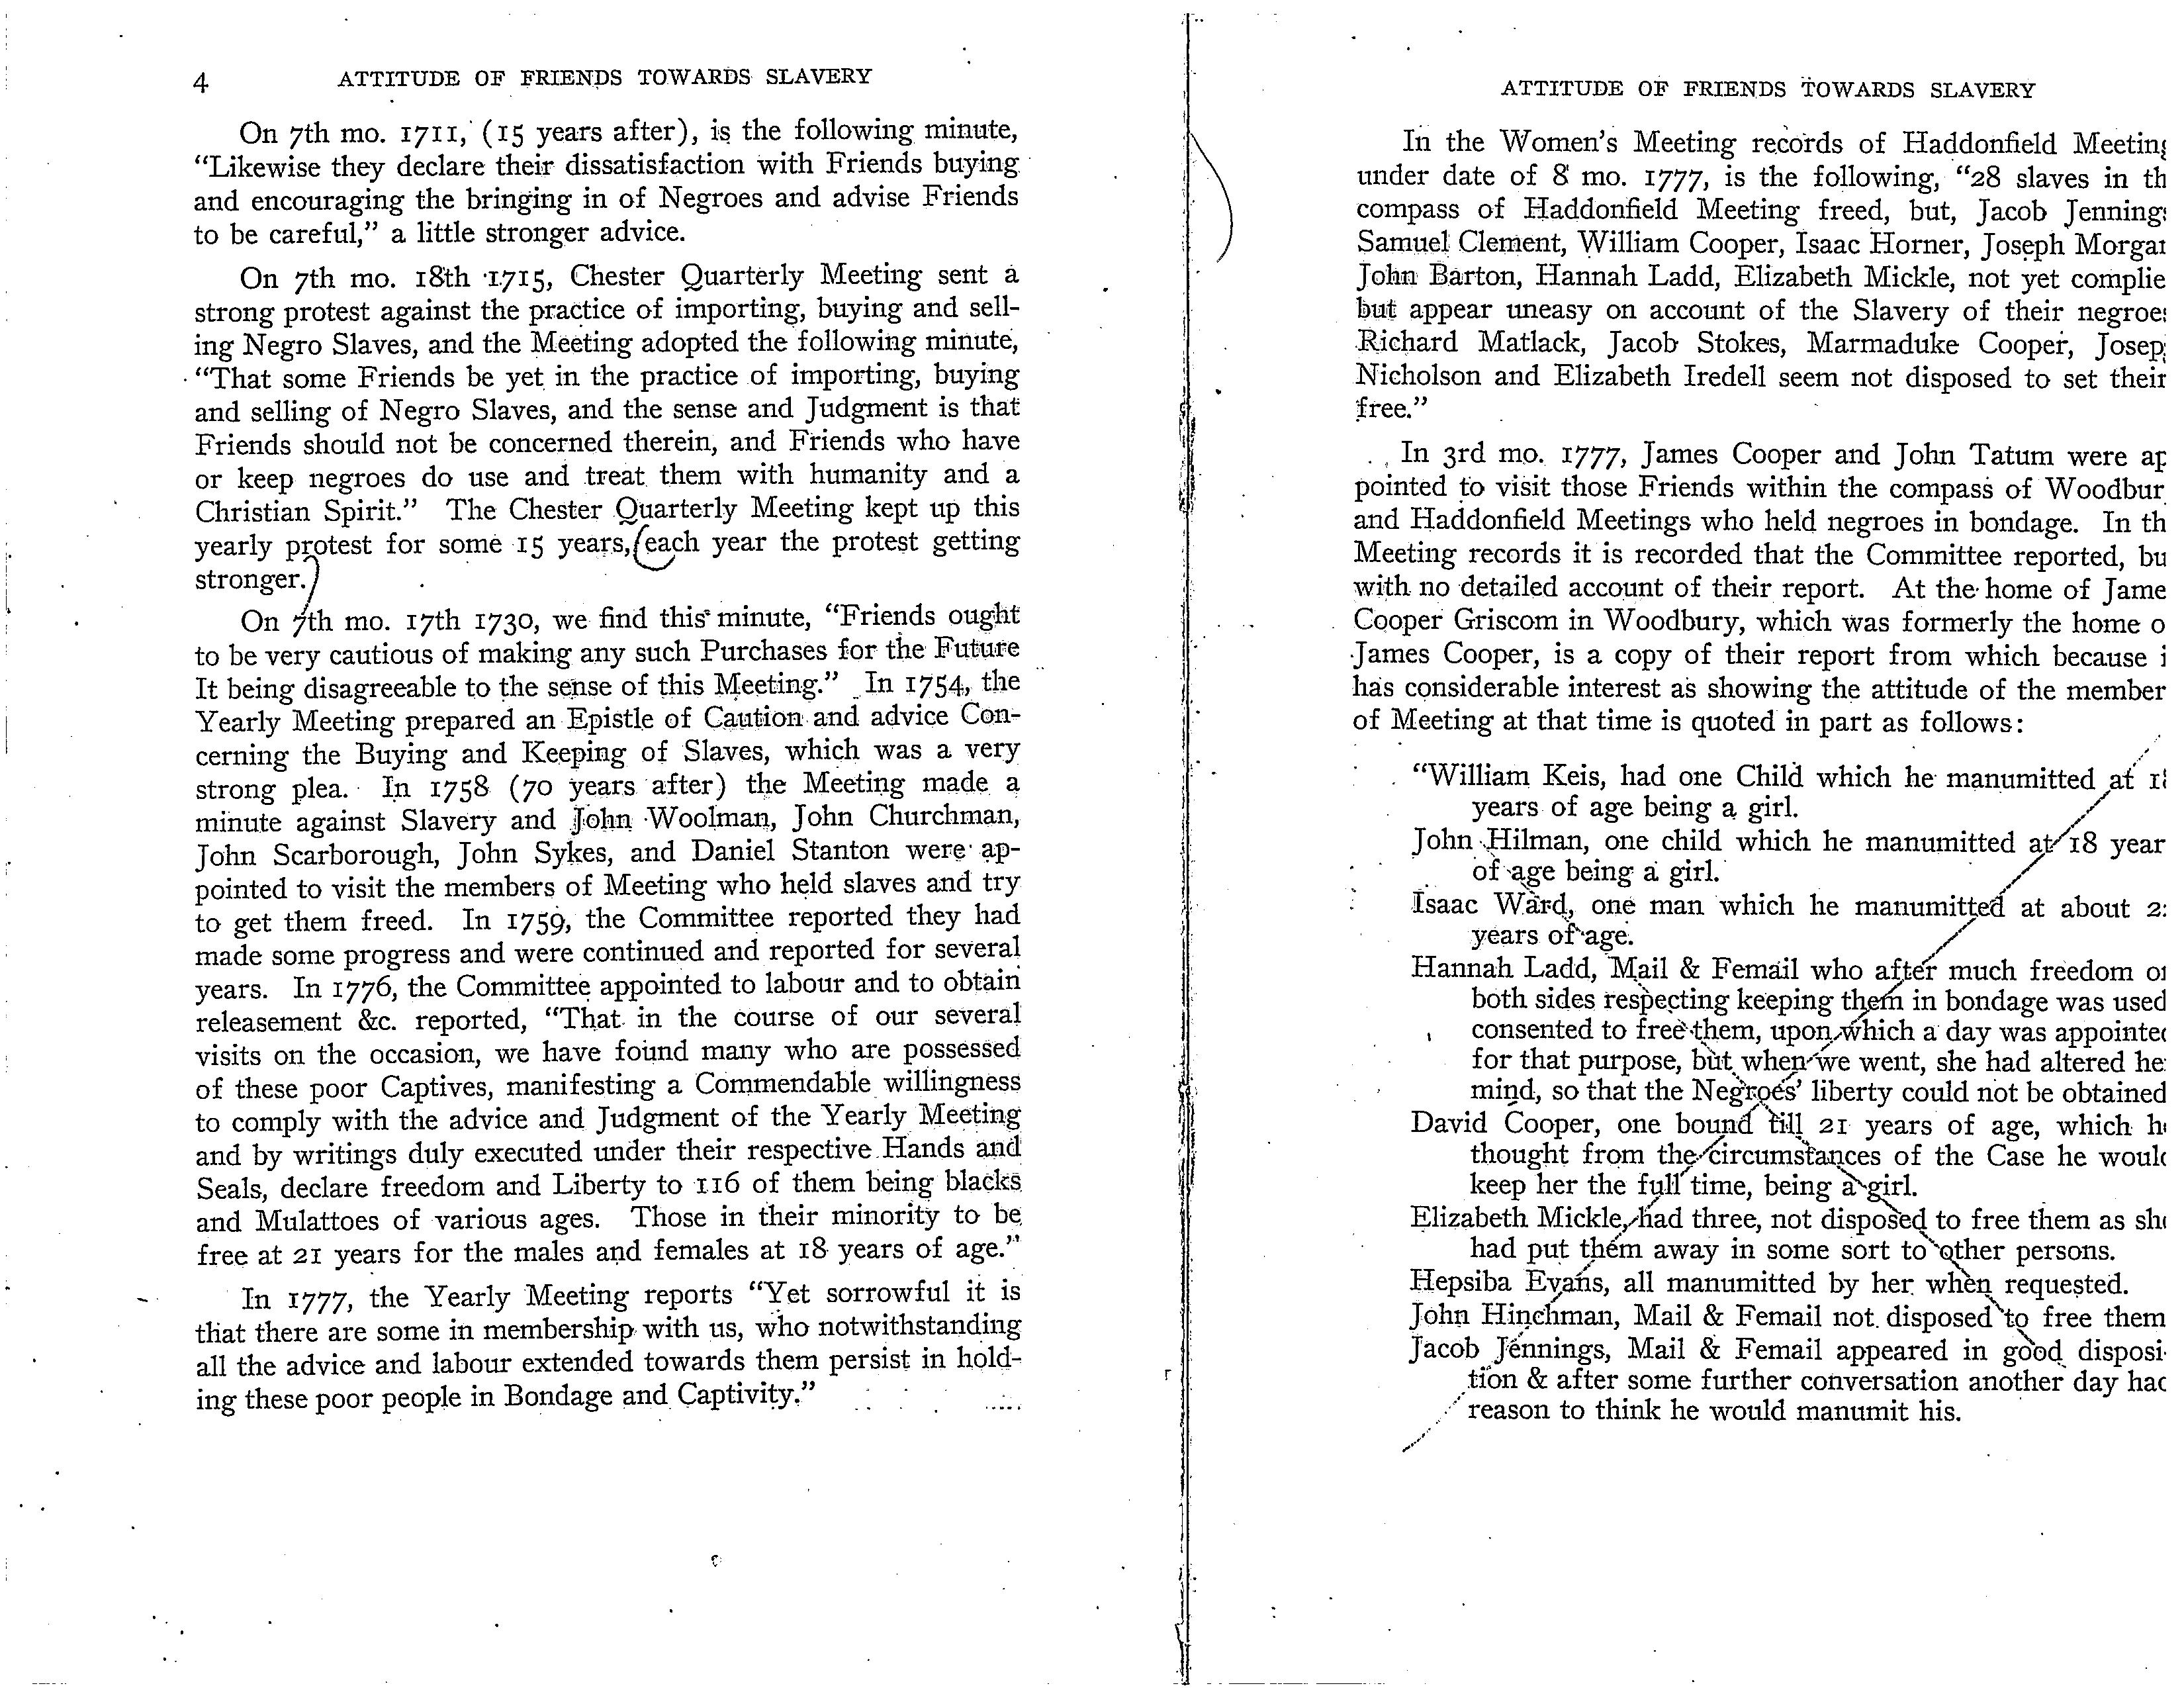 4 ATTITUDE OF FRIENDS TOWARDS SLAVERY
On 7th mo. 1711, (15 years after), is the following minute,
“Likewise they declare their dissatisfaction with Friends buying
and encouraging the bringing in of Negroes and advise Friends
to be careful,” a little stronger advice.
On 7th mo. 18th 1715, Chester Quarterly Meeting sent a
strong protest against the practice of importing, buying and sell-
ing Negro Slaves, and the Meeting adopted the following minute,
“That some Friends be yet in the practice of importing, buying
and selling of Negro Slaves, and the sense and Judgment is that
Friends should not be concerned therein, and Friends who have
or keep negroes do use and treat them with humanity and a
Christian Spirit.” The Chester Quarterly Meeting kept up this
yearly protest for some 15 years, (each year the protest getting
stronger.)
On 7th mo. 17th 1730, we find this minute, “Friends ought
to be very cautious of making any such Purchases for the Future
It being disagreeable to the sense of this Meeting.” In 1754, the
Yearly Meeting prepared an Epistle of Caution and advice Con-
cerning the Buying and Keeping of Slaves, which was a very
strong plea. In 1758 (70 years after) the Meeting made a
minute against Slavery and John Woolman, John Churchman,
John Scarborough, John Sykes, and Daniel Stanton were ap-
pointed to visit the members of Meeting who held slaves and try
to get them freed. In 1759, the Committee reported they had
made some progress and were continued and reported for several
years. In 1776, the Committee appointed to labour and to obtain
releasement &c. reported, “That in the course of our several
visits on the occasion, we have found many who are possessed
of these poor Captives, manifesting a Commendable willingness
to comply with the advice and Judgment of the Yearly Meeting
and by writings duly executed under their respective Hands and
Seals, declare freedom and Liberty to 116 of them being blacks
and Mulattoes of various ages. Those in their minority to be
free at 21 years for the males and females at 18 years of age.”
In 1777, the Yearly Meeting reports “Yet sorrowful it is
that there are some in membership with us, who notwithstanding
all the advice and labour extended towards them persist in hold-
ing these poor people in Bondage and Captivity.”
ATTITUDE OF FRIENDS TOWARDS SLAVERY
In the Women's Meeting records of Haddonfield Meeting
under date of 8 mo. 1777, is the following, “28 slaves in th
compass of Haddonfield Meeting freed, but, Jacob Jennings
Samuel Clement, William Cooper, Isaac Horner, Joseph Morgan
John Barton, Hannah Ladd, Elizabeth Mickle, not yet complie
but appear uneasy on account of the Slavery of their negroes
Richard Matlack, Jacob Stokes, Marmaduke Cooper, Josep
Nicholson and Elizabeth Iredell seem not disposed to set their
free.”
In 3rd mo. 1777, James Cooper and John Tatum were ap
pointed to visit those Friends within the compass of Woodbur
and Haddonfield Meetings who held negroes in bondage. In th
Meeting records it is recorded that the Committee reported, bu
with no detailed account of their report. At the home of Jame
Cooper Griscom in Woodbury, which was formerly the home o
James Cooper, is a copy of their report from which because i
has considerable interest as showing the attitude of the member
of Meeting at that time is quoted in part as follows:
“William Keis, had one Child which he manumitted at
years of age being a girl.
John Hilman, one child which he manumitted at 18 year
of age being a girl.
Isaac Ward, one man which he manumitted at about
years of age.
Hannah Ladd, Mail & Femail who after much freedom on
both sides respecting keeping them in bondage was used
consented to free them, upon which a day was appointed
for that purpose, but when we went, she had altered he
mind, so that the Negroes' liberty could not be obtained
David Cooper, one bound till 21 years of age, which h
thought from the circumstances of the Case he would
keep her the full time, being a girl.
Elizabeth Mickle, had three, not disposed to free them as she
had put them away in some sort to other persons.
Hepsiba Evans, all manumitted by her when requested.
John Hinchman, Mail & Femail not disposed to free them
Jacob Jennings, Mail & Femail appeared in good disposi-
tion & after some further conversation another day had
reason to think he would manumit his.